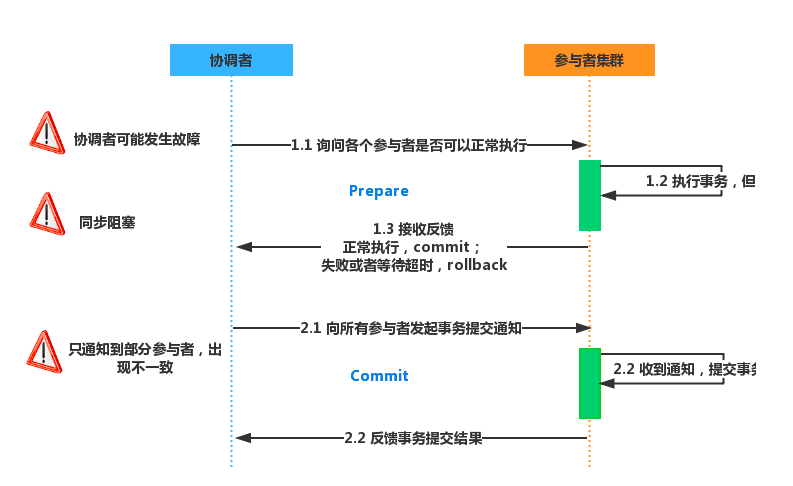 协调者
参与者集群
协调者可能发生故障
1.1 询问各个参与者是否可以正常执行
1.2 执行事务，但
Prepare
同步阻塞
1.3 接收反馈
正常执行，commit；
失败或者等待超时，rollback
2.1 向所有参与者发起事务提交通知
只通知到部分参与者，出
现不一致
2.2 收到通知，提交事务
Commit
2.2 反馈事务提交结果